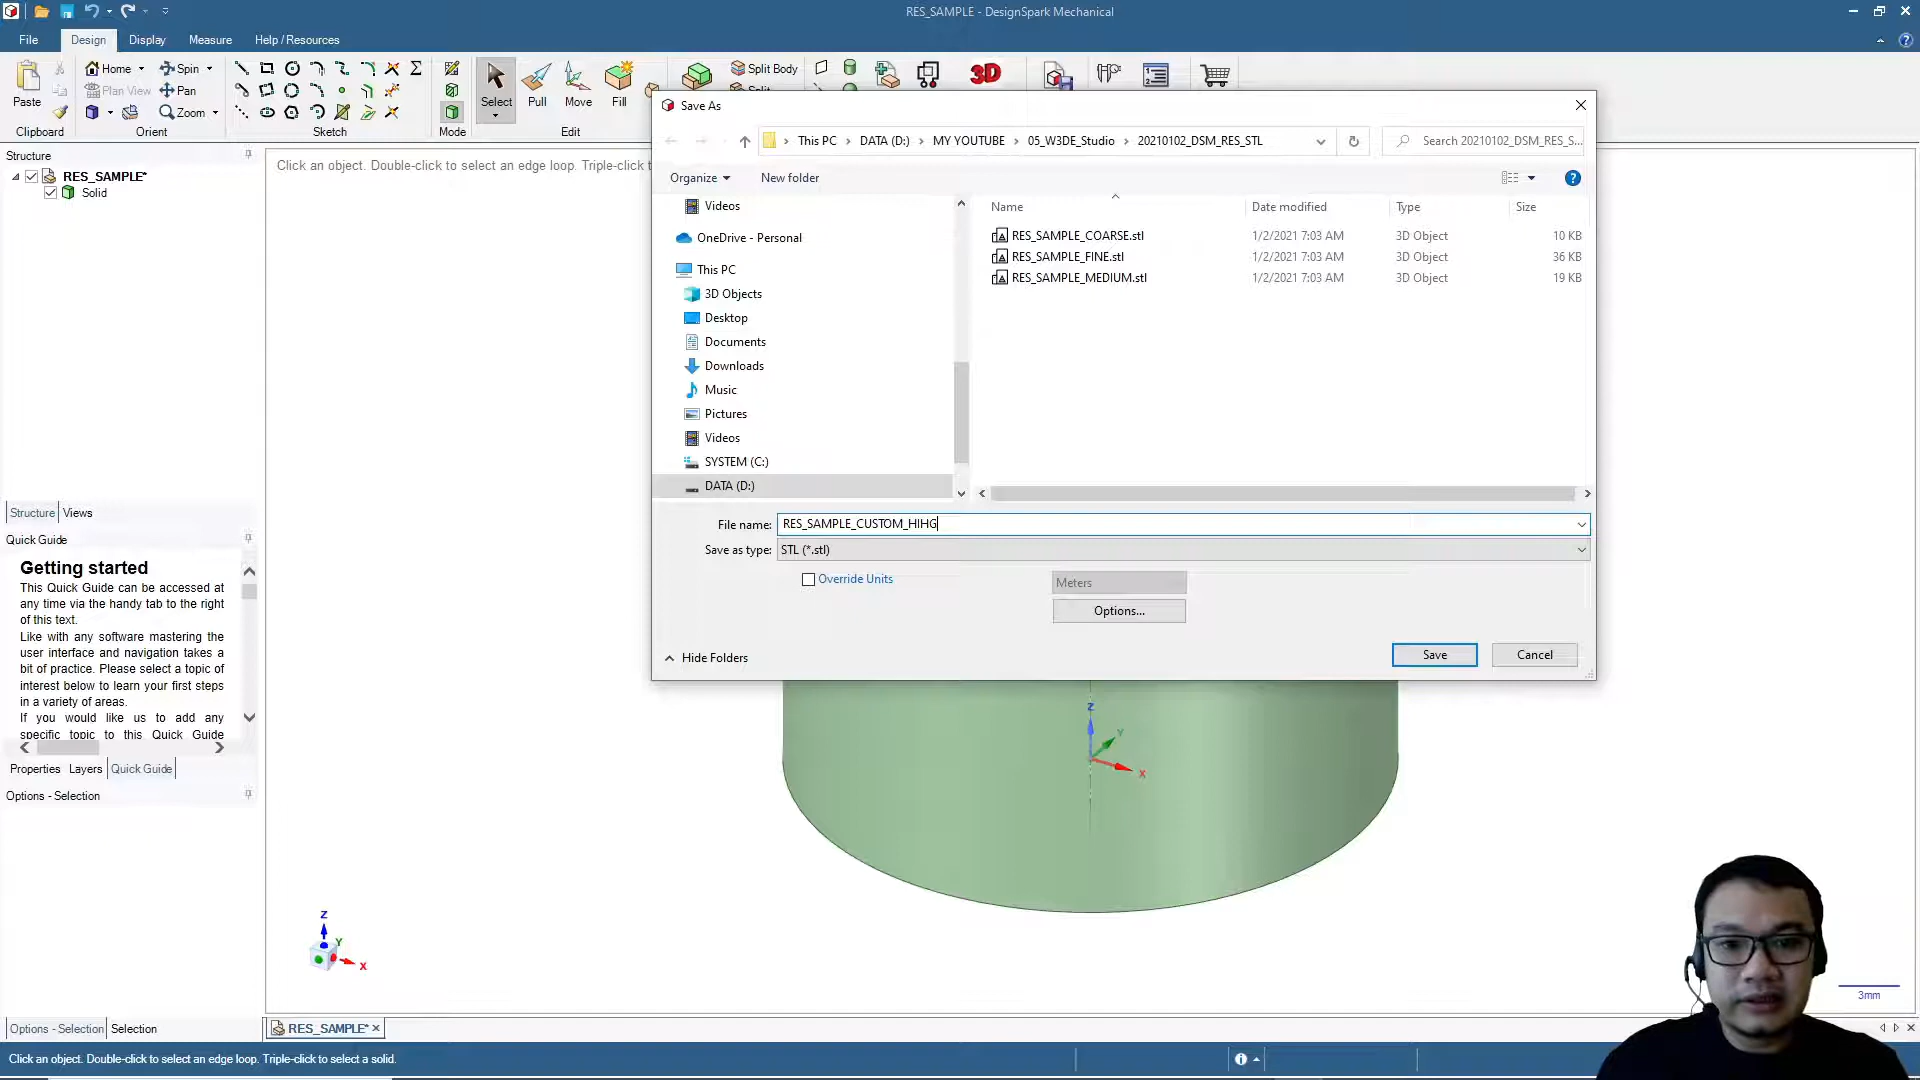 RES_SAMPLE - DesignSpark Mechanical
File
Design
Display
Measure
Help / Resources
Paste
Home
Spin
Plan View
Pan
Zoom
Select
Pull
Move
Fill
Split Body
Split
3D
Clipboard
Orient
Sketch
Mode
Edit
Structure
RES_SAMPLE*
Solid
Click an object. Double-click to select an edge loop. Triple-click t
Save As
This PC
DATA (D:)
MY YOUTUBE
05_W3DE_Studio
20210102_DSM_RES_STL
Search 20210102_DSM_RES_S...
Organize
New folder
Videos
OneDrive - Personal
This PC
3D Objects
Desktop
Documents
Downloads
Music
Pictures
Videos
SYSTEM (C:)
DATA (D:)
Name
Date modified
Type
Size
RES_SAMPLE_COARSE.stl 1/2/2021 7:03 AM 3D Object 10 KB
RES_SAMPLE_FINE.stl 1/2/2021 7:03 AM 3D Object 36 KB
RES_SAMPLE_MEDIUM.stl 1/2/2021 7:03 AM 3D Object 19 KB
File name: RES_SAMPLE_CUSTOM_HIHG
Save as type: STL (*.stl)
Override Units
Meters
Options...
Hide Folders
Save
Cancel
Structure
Views
Quick Guide
Getting started
This Quick Guide can be accessed at
any time via the handy tab to the right
of this text.
Like with any software mastering the
user interface and navigation takes a
bit of practice. Please select a topic of
interest below to learn your first steps
in a variety of areas.
If you would like us to add any
specific topic to this Quick Guide
Properties
Layers
Quick Guide
Options - Selection
Z
Y
X
Z
Y
X
3mm
Options - Selection
Selection
RES_SAMPLE*
Click an object. Double-click to select an edge loop. Triple-click to select a solid.